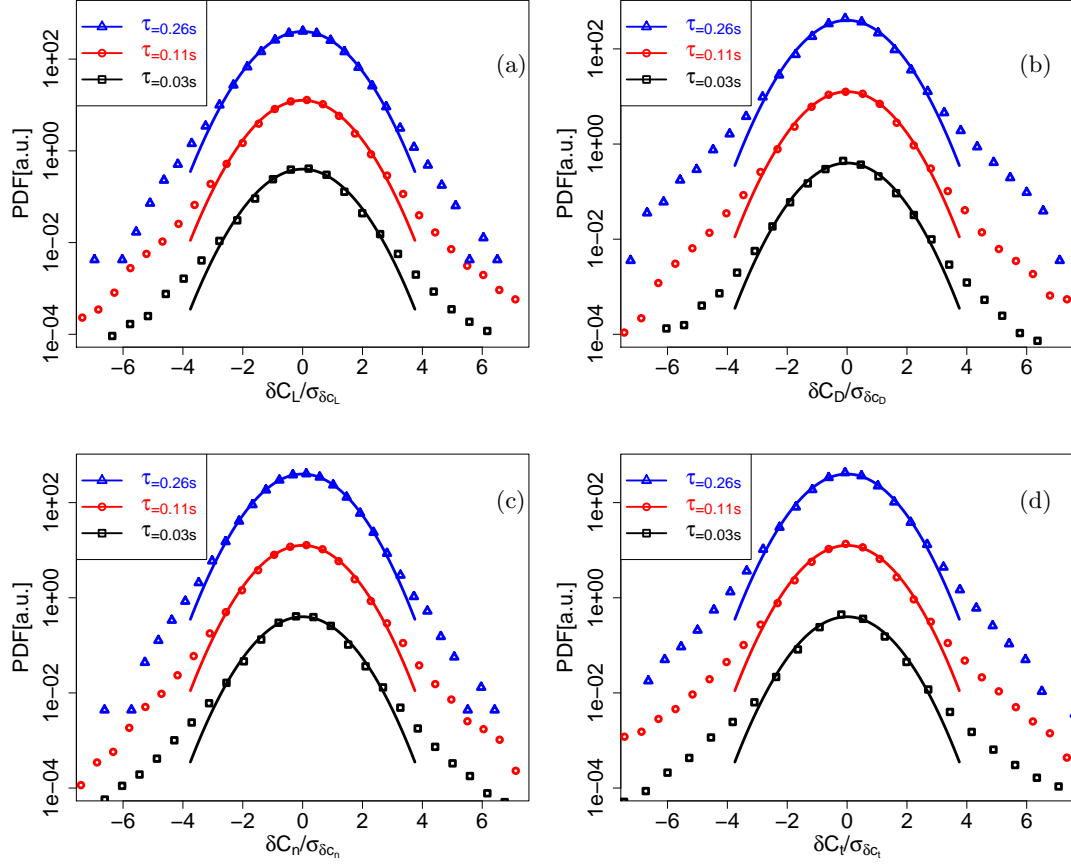 τ=0.26s
τ=0.11s
τ=0.03s
(a)
PDF[a.u.]
1e+02
1e+00
1e-02
1e-04
−6 −4 −2 0 2 4 6
δC_L/σ_δc_L
τ=0.26s
τ=0.11s
τ=0.03s
(b)
PDF[a.u.]
1e+02
1e+00
1e-02
1e-04
−6 −4 −2 0 2 4 6
δC_D/σ_δc_D
τ=0.26s
τ=0.11s
τ=0.03s
(c)
PDF[a.u.]
1e+02
1e+00
1e-02
1e-04
−6 −4 −2 0 2 4 6
δC_n/σ_δc_n
τ=0.26s
τ=0.11s
τ=0.03s
(d)
PDF[a.u.]
1e+02
1e+00
1e-02
1e-04
−6 −4 −2 0 2 4 6
δC_t/σ_δc_t